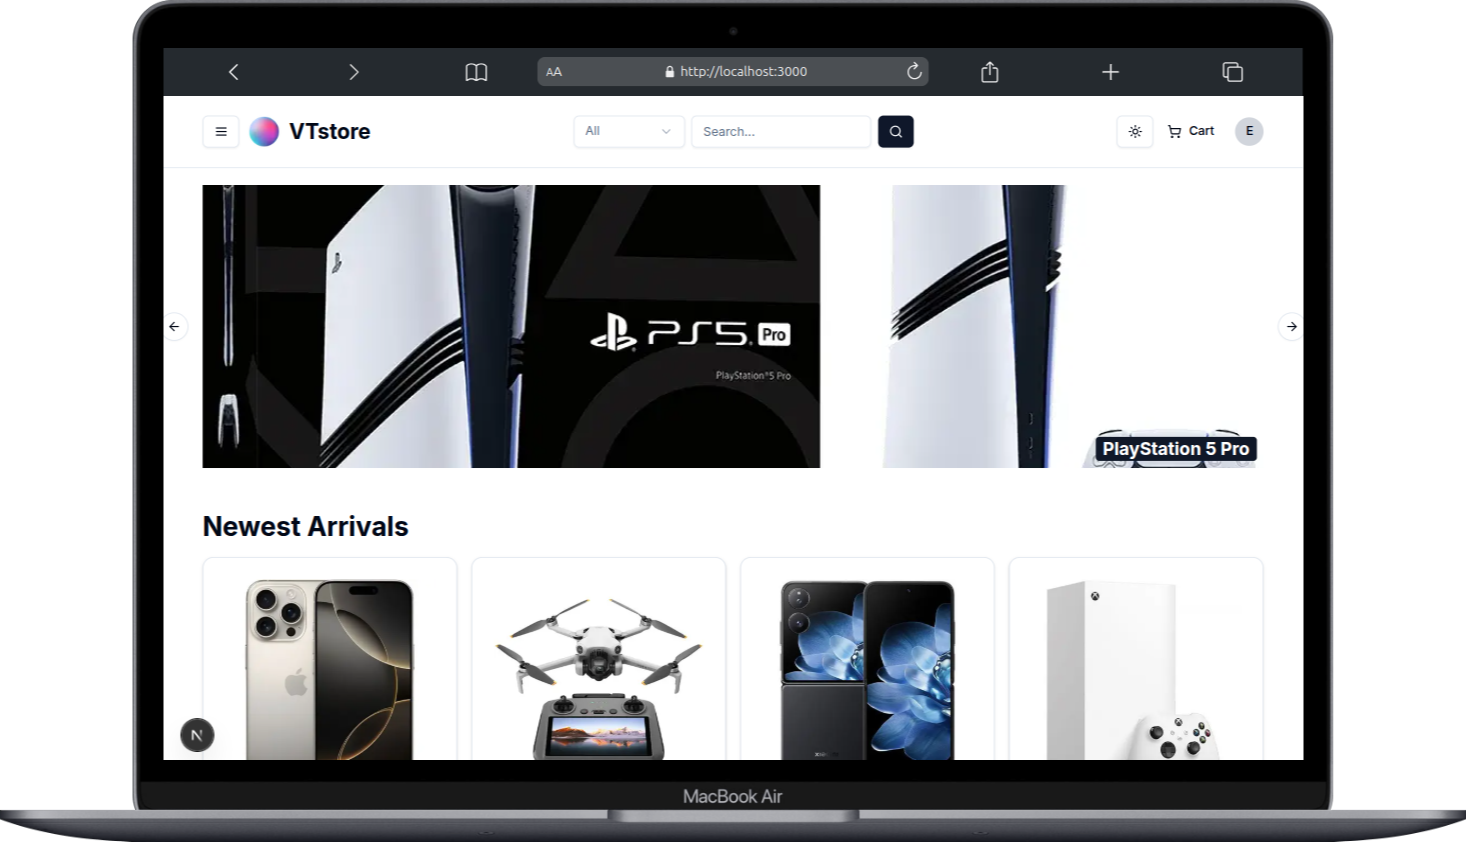 AA
http://localhost:3000
VTstore
All
Search...
Cart
E
PS5 Pro
PlayStation®5 Pro
PlayStation 5 Pro
Newest Arrivals
N
MacBook Air